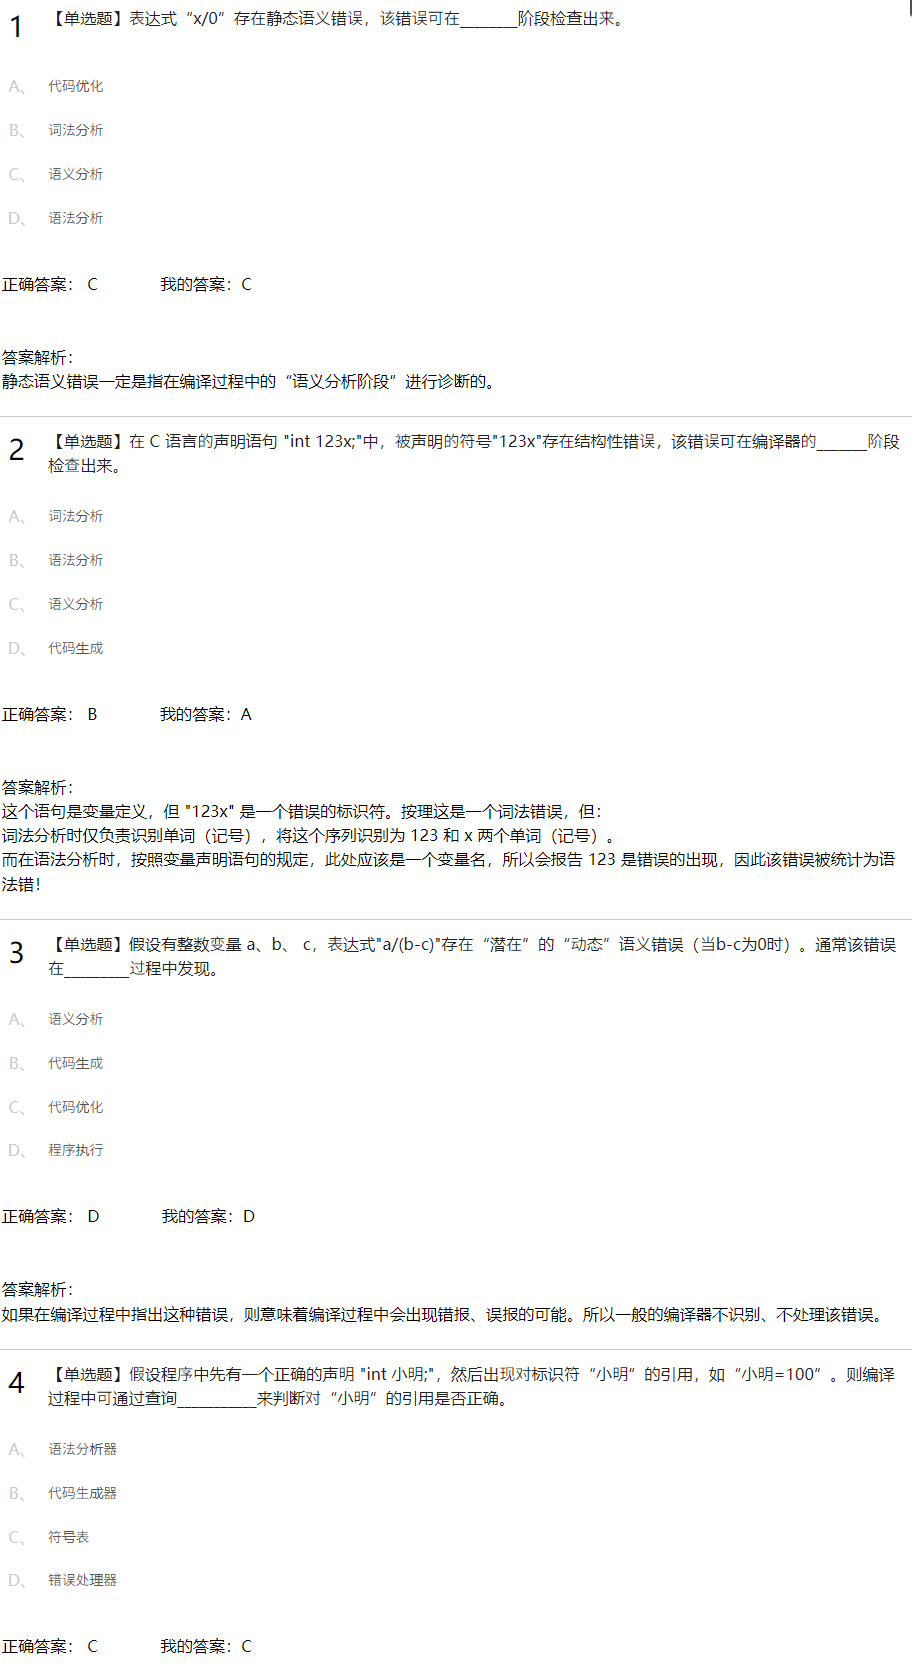 1
【单选题】表达式“x/0”存在静态语义错误，该错误可在________阶段检查出来。
A、 代码优化
B、 词法分析
C、 语义分析
D、 语法分析
正确答案： C 我的答案：C
答案解析：
静态语义错误一定是指在编译过程中的“语义分析阶段”进行诊断的。
2
【单选题】在 C 语言的声明语句 "int 123x;"中，被声明的符号"123x"存在结构性错误，该错误可在编译器的_______阶段
检查出来。
A、 词法分析
B、 语法分析
C、 语义分析
D、 代码生成
正确答案： B 我的答案：A
答案解析：
这个语句是变量定义，但 "123x" 是一个错误的标识符。按理这是一个词法错误，但：
词法分析时仅负责识别单词（记号），将这个序列识别为 123 和 x 两个单词（记号）。
而在语法分析时，按照变量声明语句的规定，此处应该是一个变量名，所以会报告 123 是错误的出现，因此该错误被统计为语
法错！
3
【单选题】假设有整数变量 a、b、 c，表达式"a/(b-c)"存在“潜在”的“动态”语义错误（当b-c为0时）。通常该错误
在_________过程中发现。
A、 语义分析
B、 代码生成
C、 代码优化
D、 程序执行
正确答案： D 我的答案：D
答案解析：
如果在编译过程中指出这种错误，则意味着编译过程中会出现错报、误报的可能。所以一般的编译器不识别、不处理该错误。
4
【单选题】假设程序中先有一个正确的声明 "int 小明;"，然后出现对标识符“小明”的引用，如“小明=100”。则编译
过程中可通过查询___________来判断对“小明”的引用是否正确。
A、 语法分析器
B、 代码生成器
C、 符号表
D、 错误处理器
正确答案： C 我的答案：C